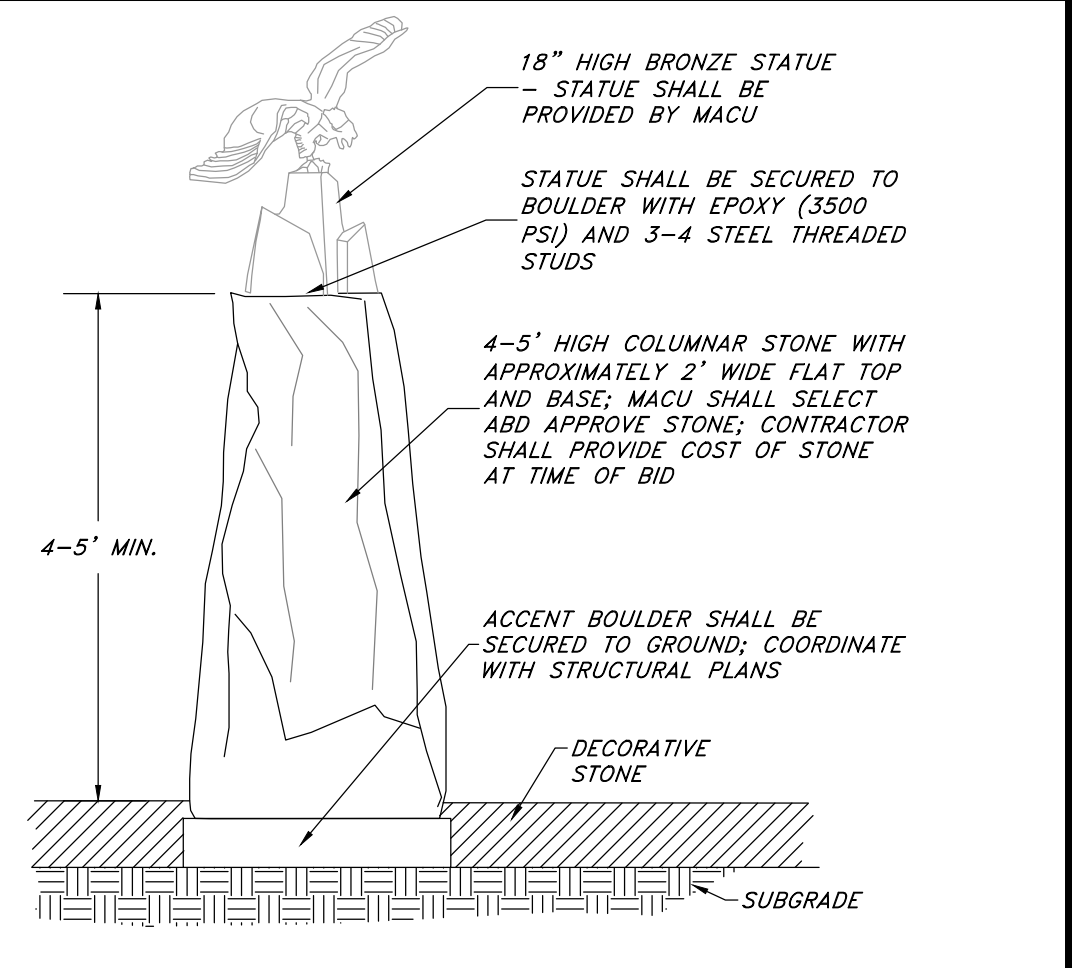 18” HIGH BRONZE STATUE
– STATUE SHALL BE
PROVIDED BY MACU
STATUE SHALL BE SECURED TO
BOULDER WITH EPOXY (3500
PSI) AND 3–4 STEEL THREADED
STUDS
4–5’ HIGH COLUMNAR STONE WITH
APPROXIMATELY 2’ WIDE FLAT TOP
AND BASE; MACU SHALL SELECT
ABD APPROVE STONE; CONTRACTOR
SHALL PROVIDE COST OF STONE
AT TIME OF BID
4–5’ MIN.
ACCENT BOULDER SHALL BE
SECURED TO GROUND; COORDINATE
WITH STRUCTURAL PLANS
DECORATIVE
STONE
SUBGRADE